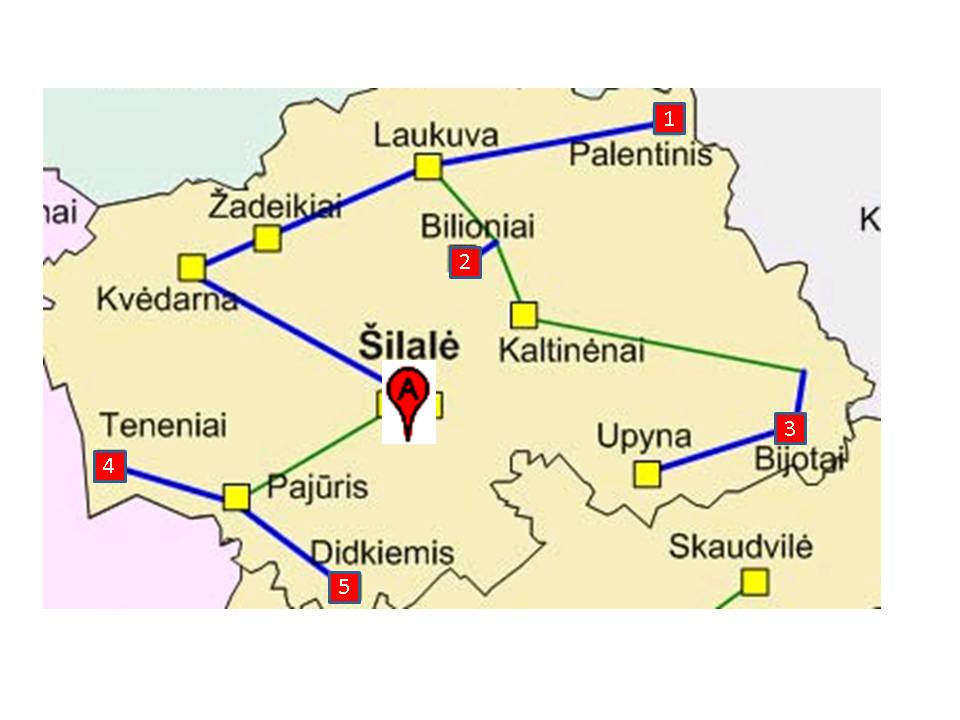 1
Laukuva
Palentinis
Žadeikiai
nai
K
Bilioniai
2
Kvėdarna
Šilalė
Kaltinėnai
A
Teneniai
Upyna
3
Bijotai
4
Pajūris
Didkiemis
Skaudvilė
5